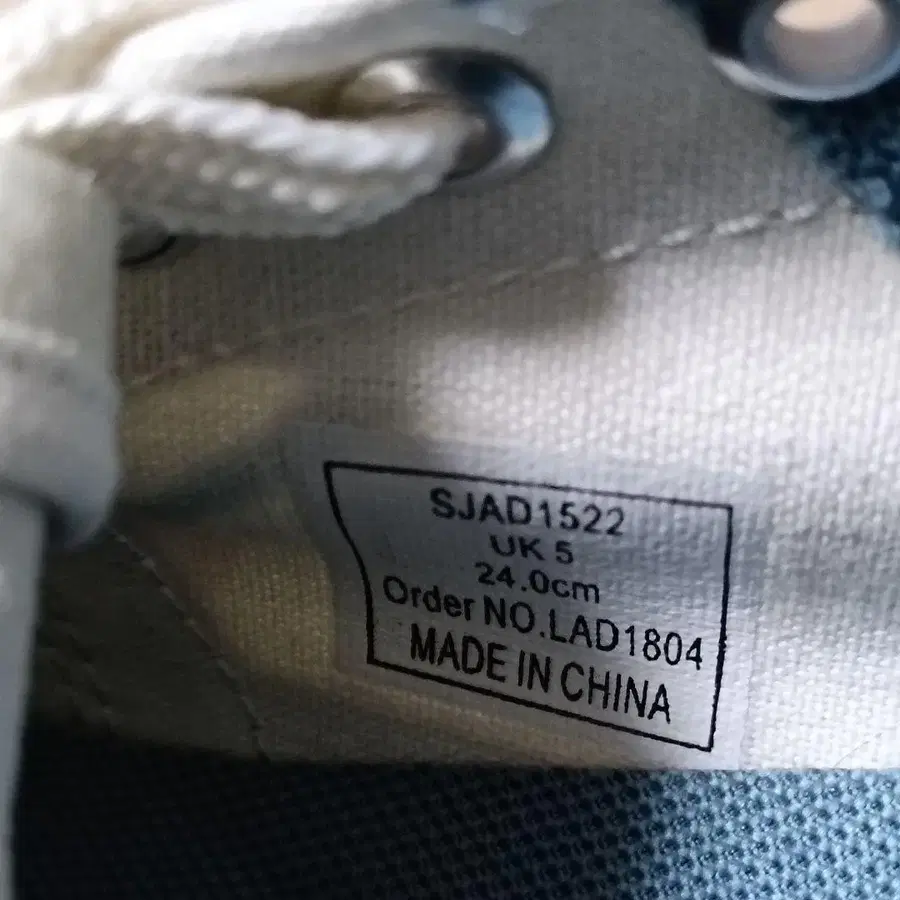 SJAD1522
UK 5
24.0cm
Order NO.LAD1804
MADE IN CHINA